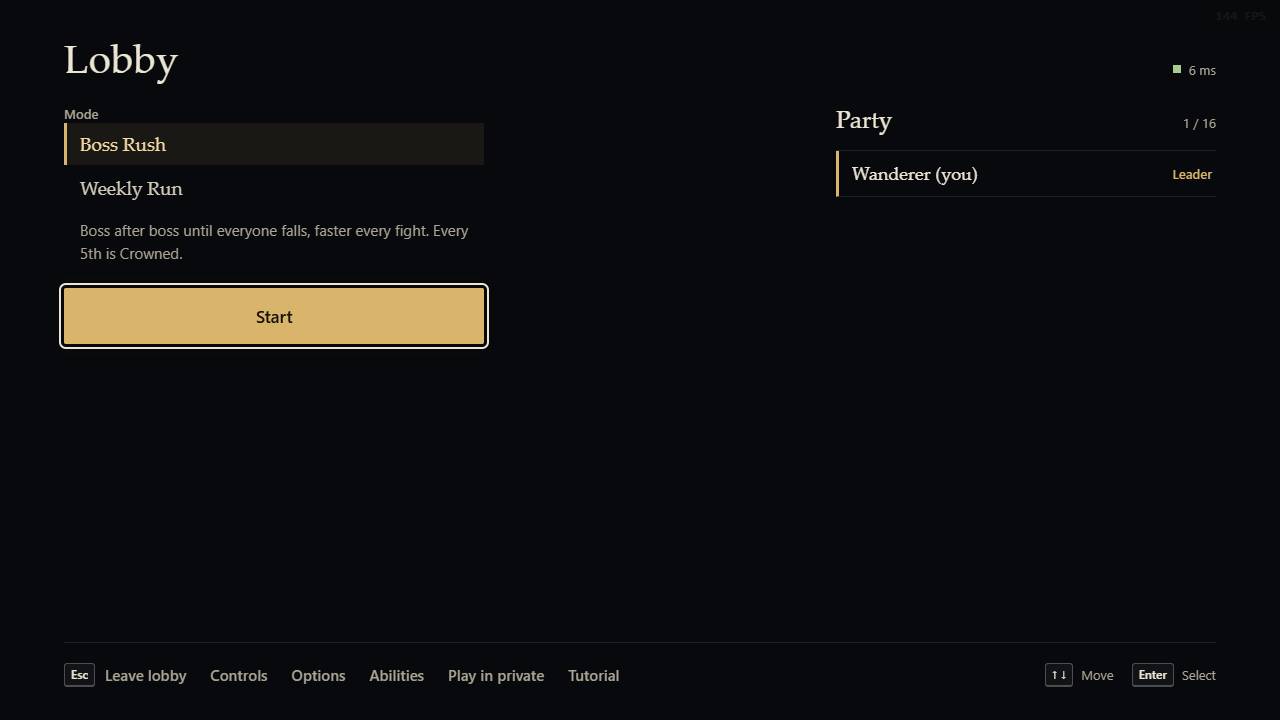 144 FPS
Lobby
6 ms
Mode
Boss Rush
Weekly Run
Boss after boss until everyone falls, faster every fight. Every
5th is Crowned.
Start
Party
1 / 16
Wanderer (you)
Leader
Esc Leave lobby Controls Options Abilities Play in private Tutorial
↑↓ Move Enter Select